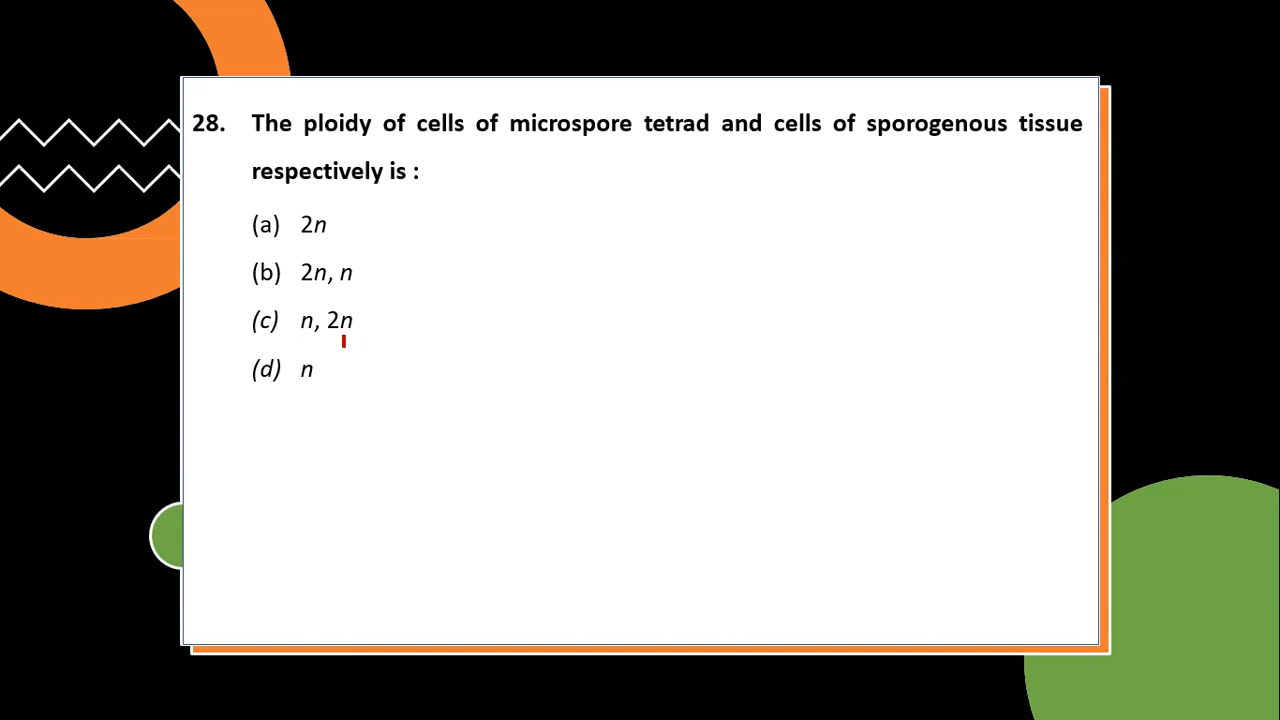 28. The ploidy of cells of microspore tetrad and cells of sporogenous tissue
respectively is :
(a) 2n
(b) 2n, n
(c) n, 2n
(d) n